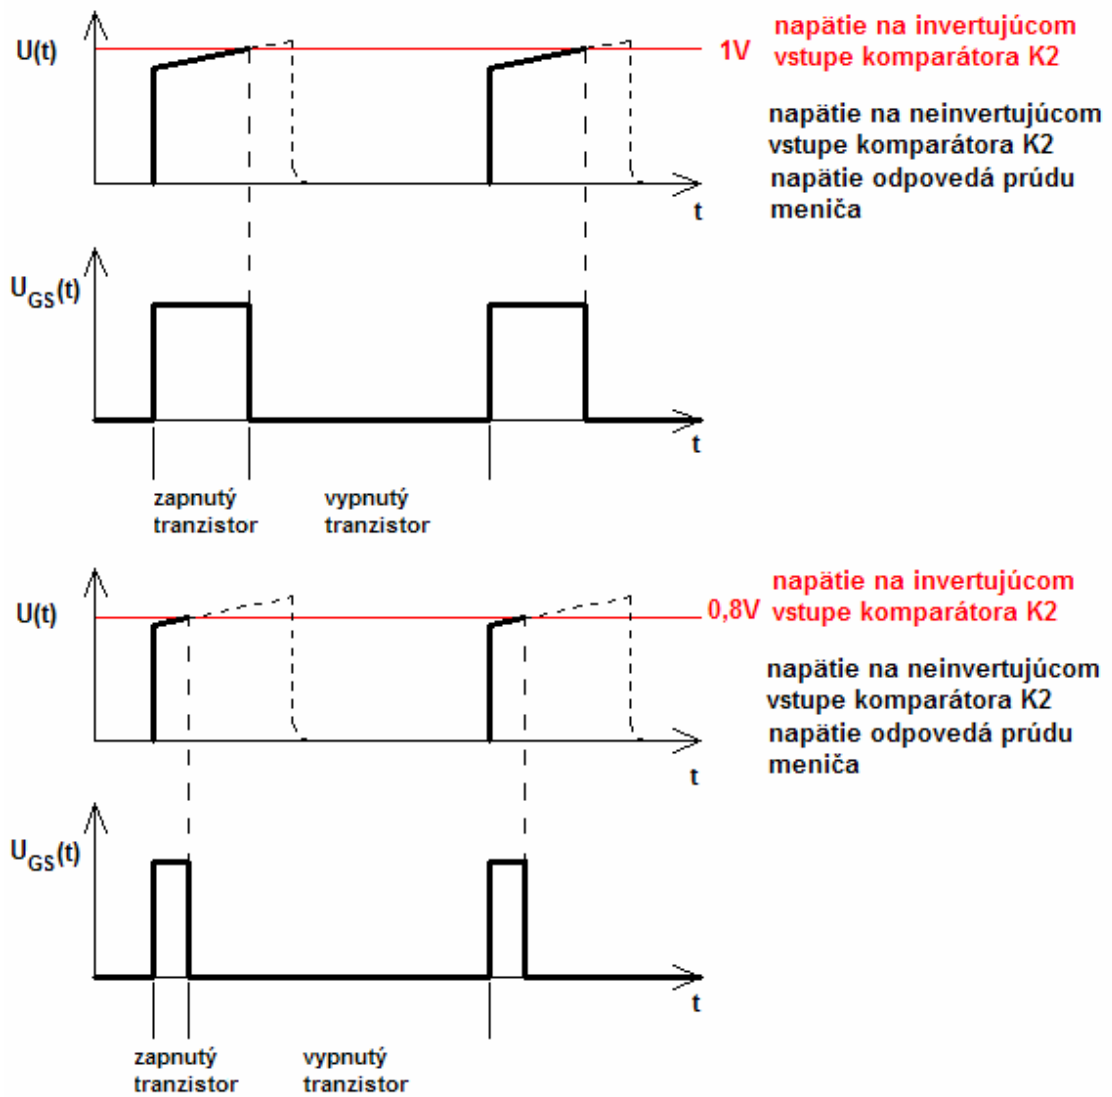 U(t)
1V
napätie na invertujúcom
vstupe komparátora K2
napätie na neinvertujúcom
vstupe komparátora K2
napätie odpovedá prúdu
meniča
t
UGS(t)
t
zapnutý
tranzistor
vypnutý
tranzistor
U(t)
0,8V
napätie na invertujúcom
vstupe komparátora K2
napätie na neinvertujúcom
vstupe komparátora K2
napätie odpovedá prúdu
meniča
t
UGS(t)
t
zapnutý
tranzistor
vypnutý
tranzistor